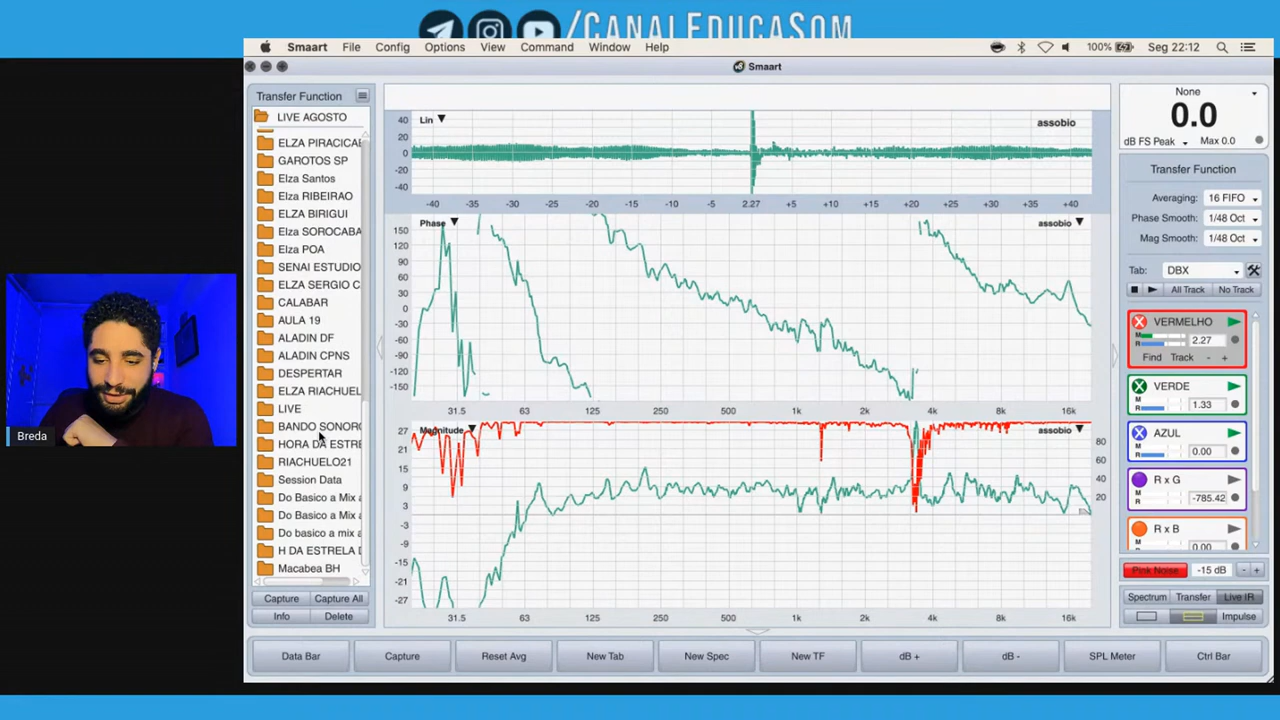 /CanalEducaSom
Smaart File Config Options View Command Window Help 100% Seg 22:12
Smaart
Transfer Function
LIVE AGOSTO
ELZA PIRACICAE
GAROTOS SP
Elza Santos
Elza RIBEIRAO
ELZA BIRIGUI
Elza SOROCABA
Elza POA
SENAI ESTUDIO
ELZA SERGIO C
CALABAR
AULA 19
ALADIN DF
ALADIN CPNS
DESPERTAR
ELZA RIACHUEL
LIVE
BANDO SONORO
HORA DA ESTRE
RIACHUELO21
Session Data
Do Basico a Mix a
Do Basico a Mix a
Do basico a mix a
H DA ESTRELA D
Macabea BH
Capture Capture All
Info Delete
Lin assobio
40
20
0
-20
-40
-40 -35 -30 -25 -20 -15 -10 -5 2.27 +5 +10 +15 +20 +25 +30 +35 +40
Phase assobio
150
120
90
60
30
0
-30
-60
-90
-120
-150
31.5 63 125 250 500 1k 2k 4k 8k 16k
Magnitude assobio
27
21
15
9
3
-3
-9
-15
-21
-27
80
60
40
20
31.5 63 125 250 500 1k 2k 4k 8k 16k
None
0.0
dB FS Peak Max 0.0
Transfer Function
Averaging: 16 FIFO
Phase Smooth: 1/48 Oct
Mag Smooth: 1/48 Oct
Tab: DBX
All Track No Track
VERMELHO
M
R
2.27
Find Track - +
VERDE
M
R
1.33
AZUL
M
R
0.00
R x G
M
R
-785.42
R x B
M
0.00
Pink Noise -15 dB - +
Spectrum Transfer Live IR
Impulse
Data Bar Capture Reset Avg New Tab New Spec New TF dB + dB - SPL Meter Ctrl Bar
Breda